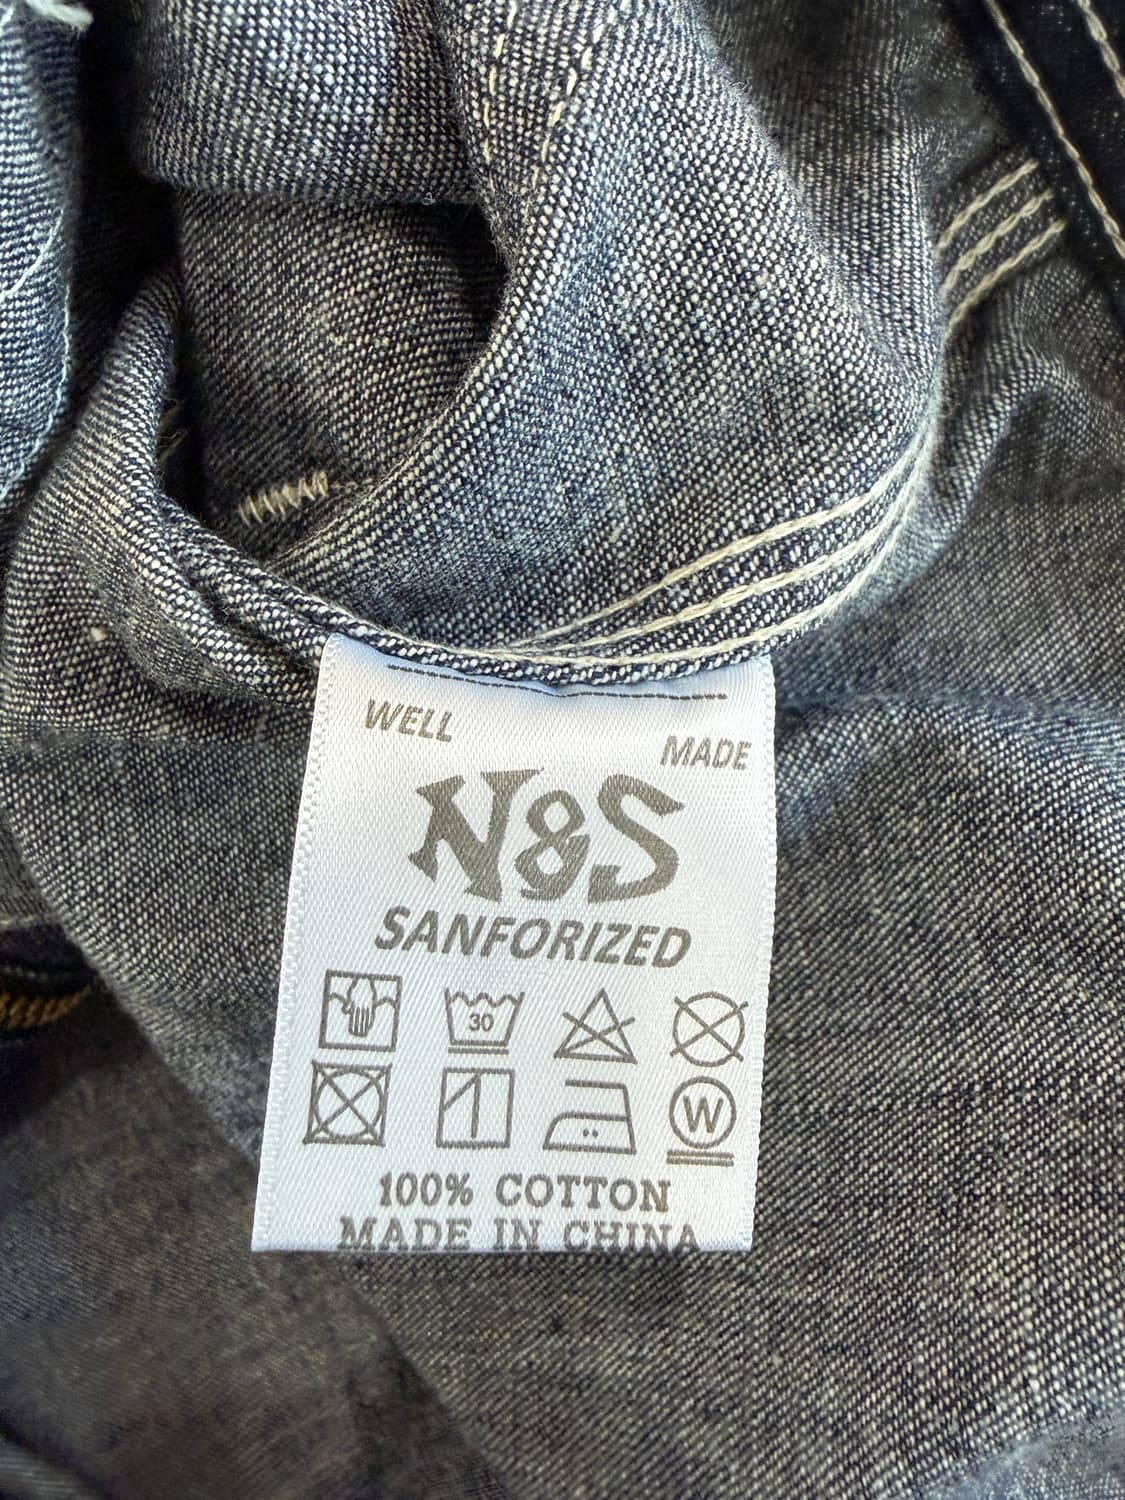 WELL
MADE
N&S
SANFORIZED
30
W
100% COTTON
MADE IN CHINA